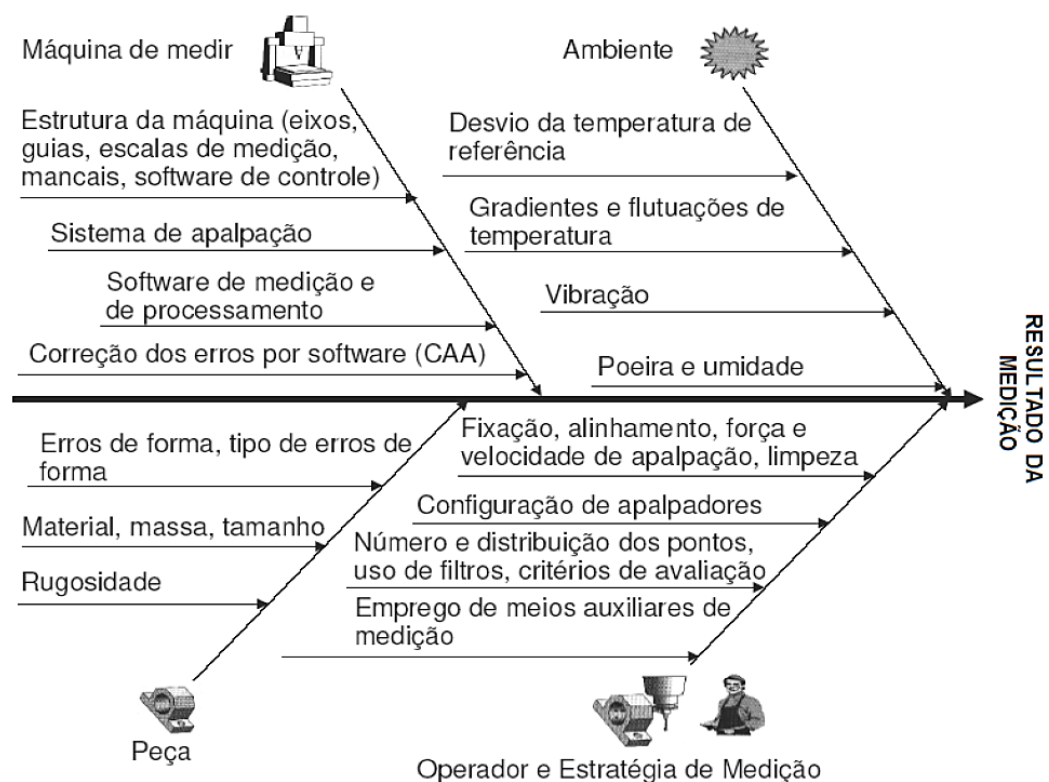 Máquina de medir
Estrutura da máquina (eixos,
guias, escalas de medição,
mancais, software de controle)
Sistema de apalpação
Software de medição e
de processamento
Correção dos erros por software (CAA)
Ambiente
Desvio da temperatura de
referência
Gradientes e flutuações de
temperatura
Vibração
Poeira e umidade
RESULTADO DA
MEDIÇÃO
Erros de forma, tipo de erros de
forma
Material, massa, tamanho
Rugosidade
Peça
Fixação, alinhamento, força e
velocidade de apalpação, limpeza
Configuração de apalpadores
Número e distribuição dos pontos,
uso de filtros, critérios de avaliação
Emprego de meios auxiliares de
medição
Operador e Estratégia de Medição